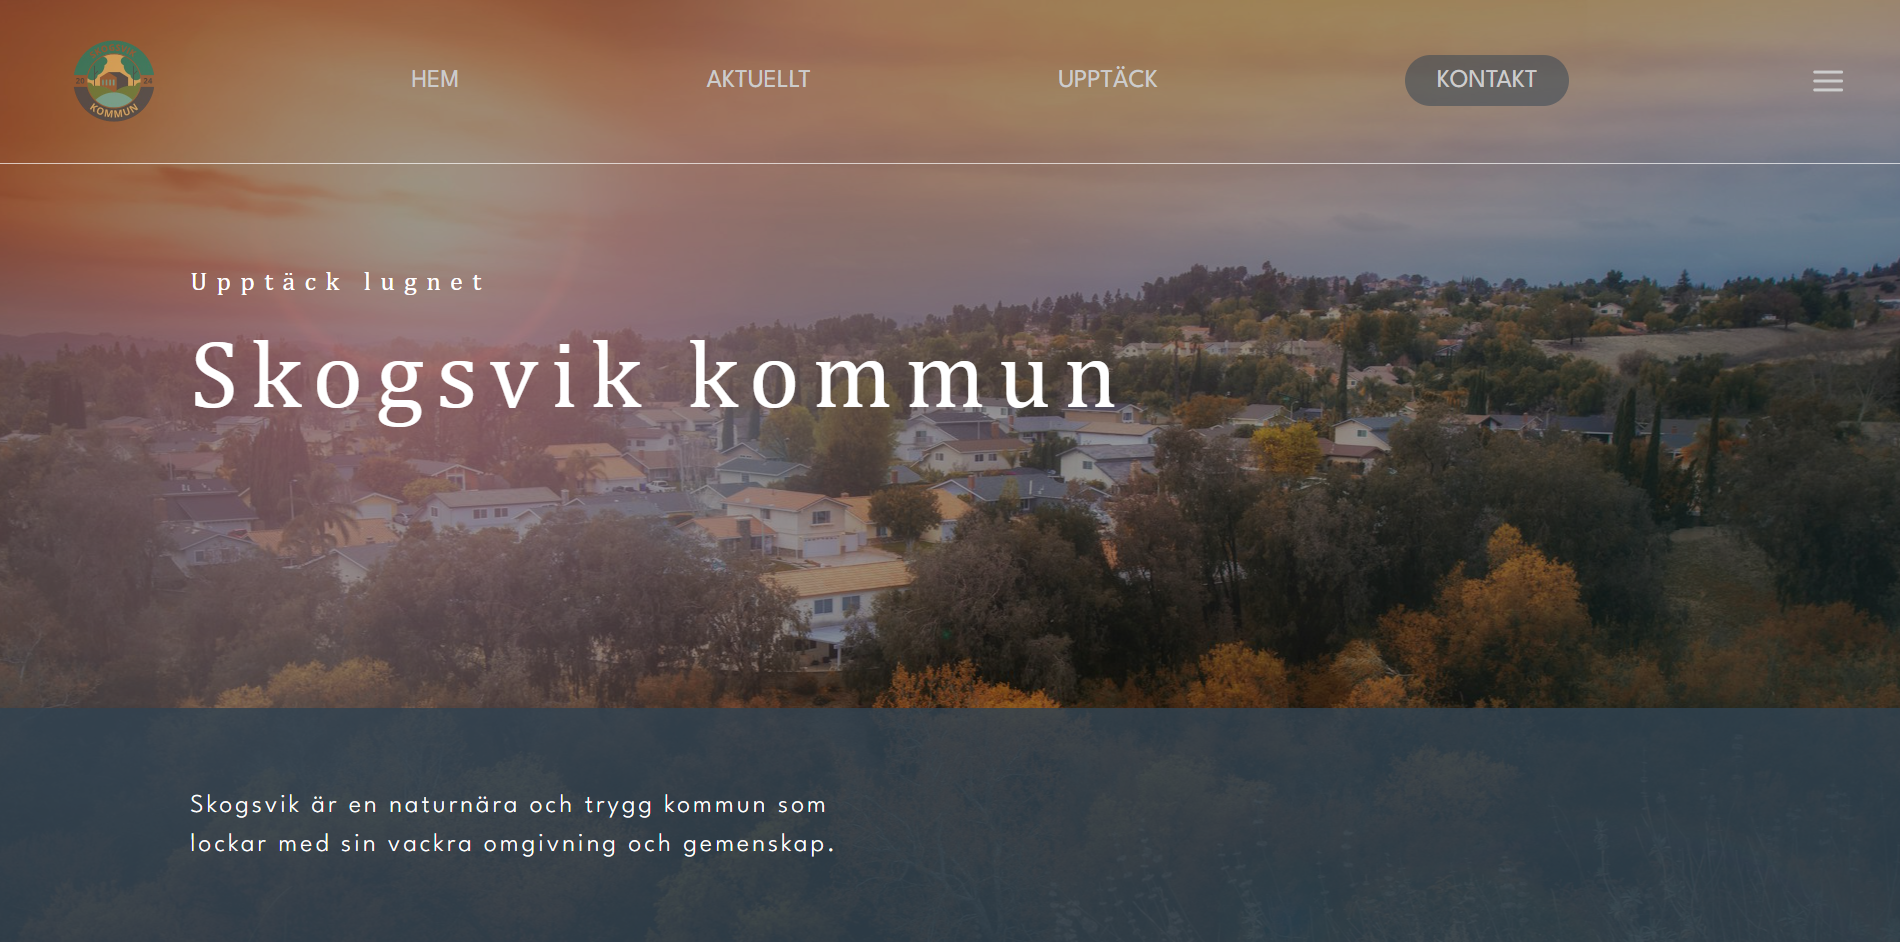 20 24
KOMMUN
HEM
AKTUELLT
UPPTÄCK
KONTAKT
Upptäck lugnet
Skogsvik kommun
Skogsvik är en naturnära och trygg kommun som
lockar med sin vackra omgivning och gemenskap.